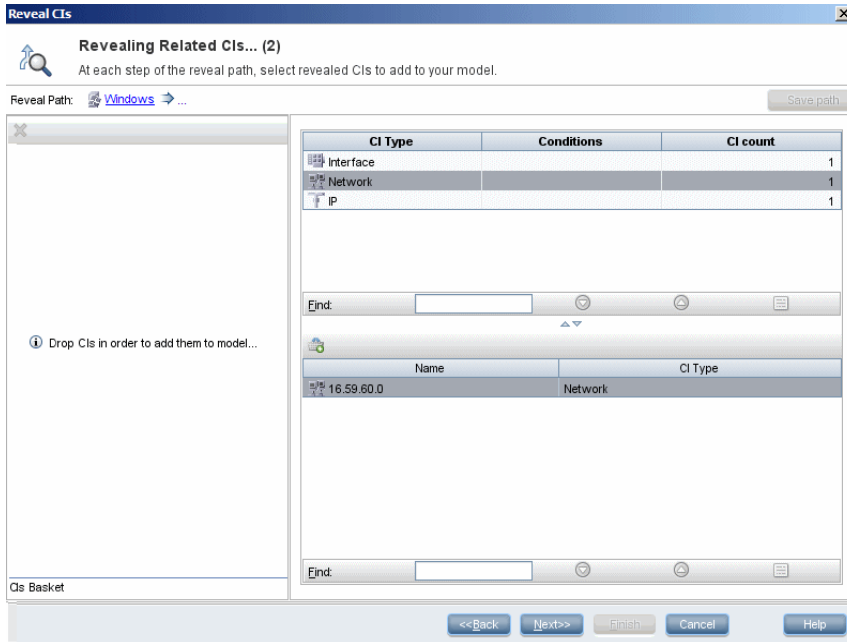 Reveal CIs
Revealing Related CIs... (2)
At each step of the reveal path, select revealed CIs to add to your model.
Reveal Path: Windows ...
Save path
CI Type Conditions CI count
Interface 1
Network 1
IP 1
Find:
Drop CIs in order to add them to model...
Name CI Type
16.59.60.0 Network
Find:
CIs Basket
<<Back Next>> Finish Cancel Help